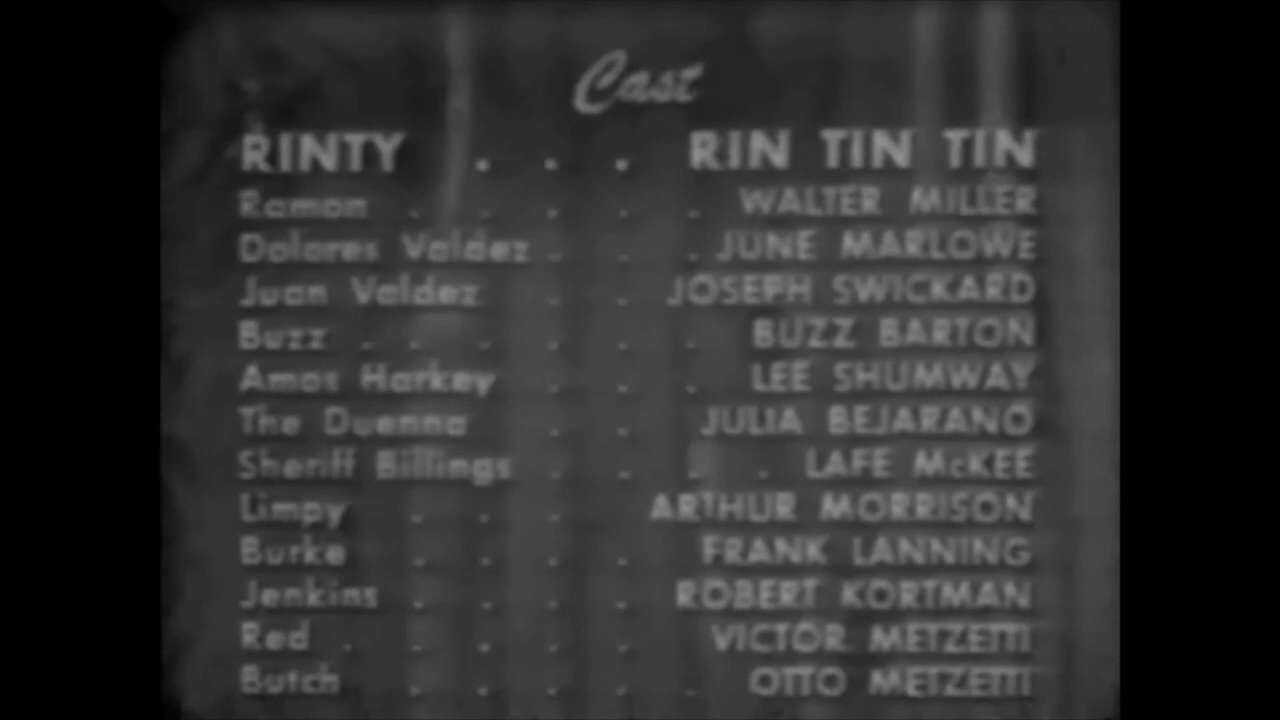 Cast
RINTY . . . RIN TIN TIN
Ramon . . . . . WALTER MILLER
Dolores Valdez . . . JUNE MARLOWE
Juan Valdez . . JOSEPH SWICKARD
Buzz . . . . . . BUZZ BARTON
Amos Harkey . . . LEE SHUMWAY
The Duenna . . JULIA BEJARANO
Sheriff Billings . . . . LAFE McKEE
Limpy . . . ARTHUR MORRISON
Burke . . . . FRANK LANNING
Jenkins . . . . ROBERT KORTMAN
Red . . . . . VICTOR METZETTI
Butch . . . . . OTTO METZETTI